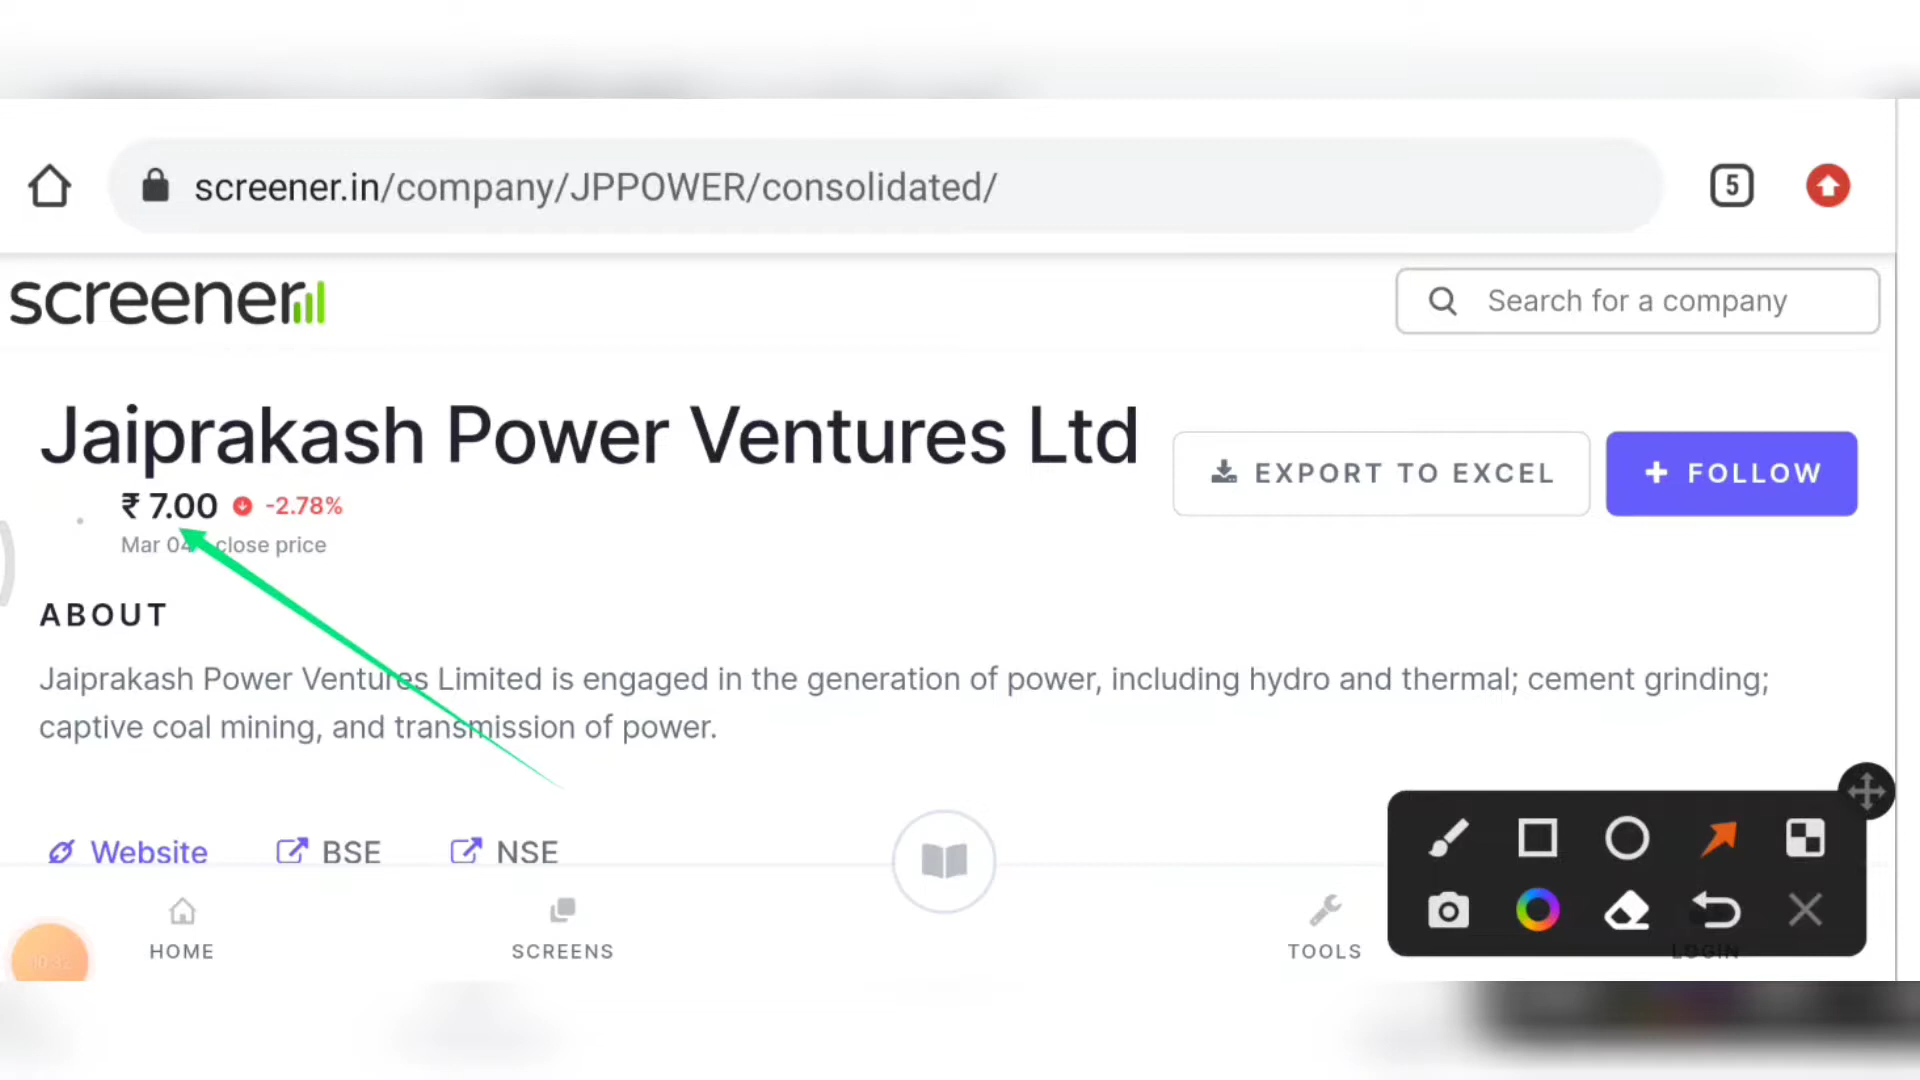 screener.in/company/JPPOWER/consolidated/
5
screener
Search for a company
Jaiprakash Power Ventures Ltd
EXPORT TO EXCEL
+ FOLLOW
₹ 7.00 -2.78%
Mar 04 close price
ABOUT
Jaiprakash Power Ventures Limited is engaged in the generation of power, including hydro and thermal; cement grinding;
captive coal mining, and transmission of power.
Website BSE NSE
HOME SCREENS TOOLS LOGIN